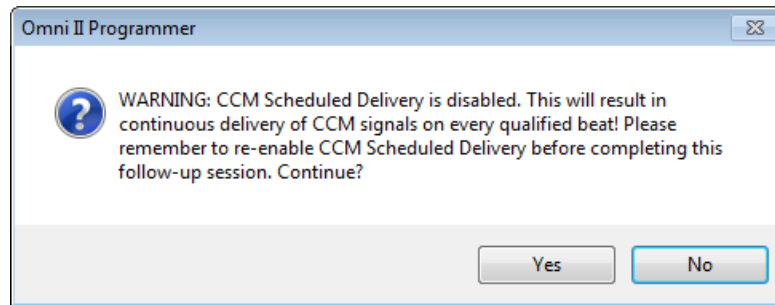 Omni II Programmer
WARNING: CCM Scheduled Delivery is disabled. This will result in
continuous delivery of CCM signals on every qualified beat! Please
remember to re-enable CCM Scheduled Delivery before completing this
follow-up session. Continue?
Yes
No